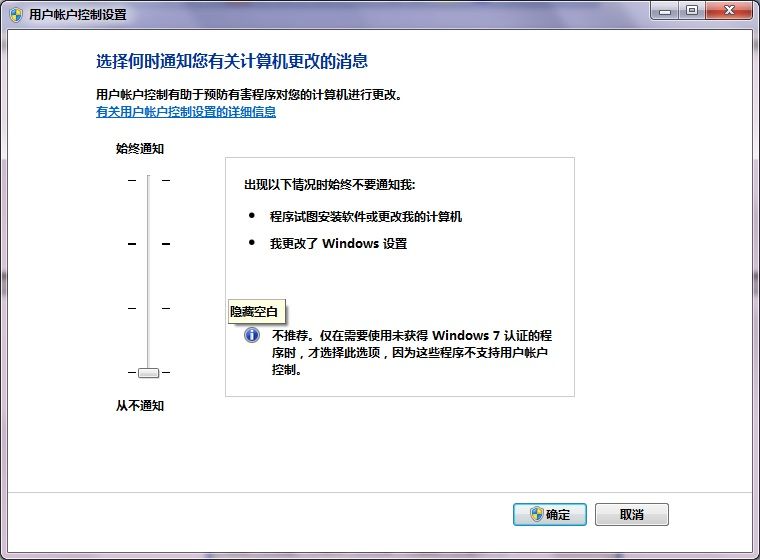 用户帐户控制设置
选择何时通知您有关计算机更改的消息
用户帐户控制有助于预防有害程序对您的计算机进行更改。
有关用户帐户控制设置的详细信息
始终通知
出现以下情况时始终不要通知我:
• 程序试图安装软件或更改我的计算机
• 我更改了 Windows 设置
隐藏空白
不推荐。仅在需要使用未获得 Windows 7 认证的程
序时，才选择此选项，因为这些程序不支持用户帐户
控制。
从不通知
确定
取消